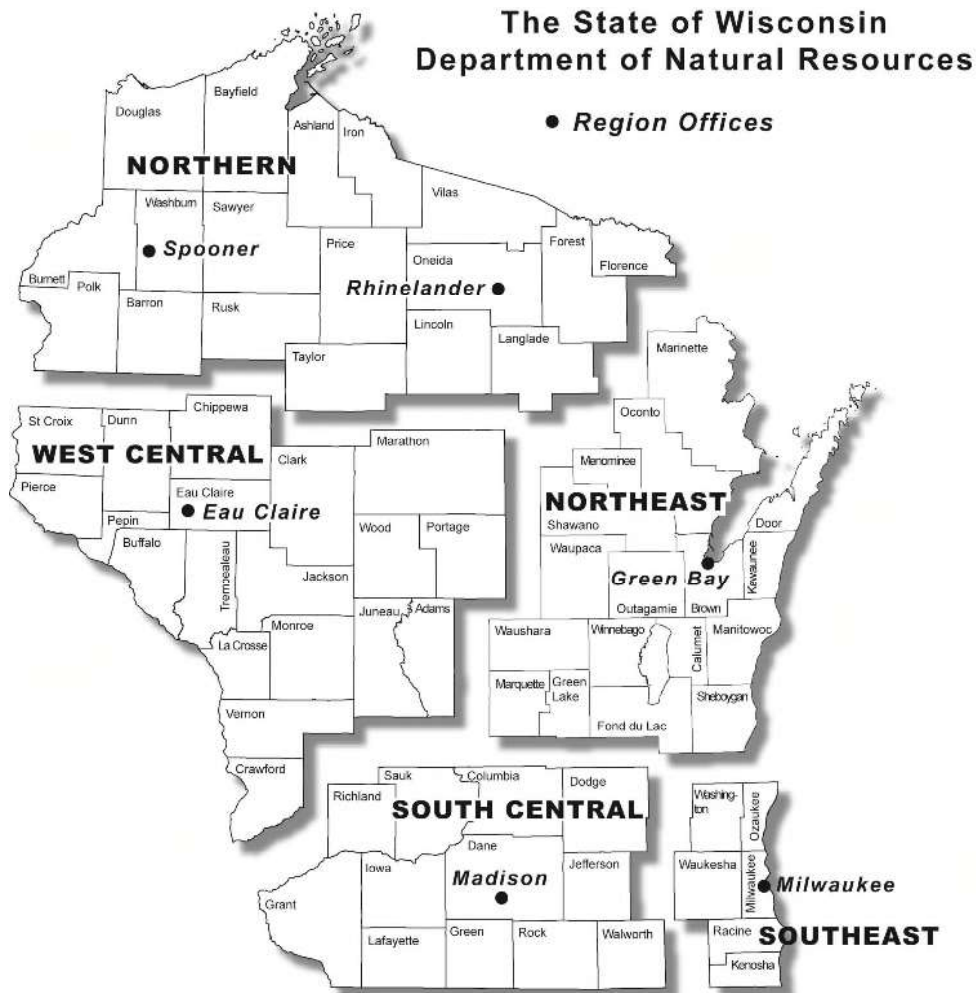 The State of Wisconsin
Department of Natural Resources
Region Offices
Douglas
Bayfield
Ashland
Iron
NORTHERN
Vilas
Washburn
Sawyer
Spooner
Price
Oneida
Forest
Florence
Burnett
Polk
Barron
Rusk
Rhinelander
Lincoln
Langlade
Taylor
Marinette
Chippewa
St Croix
Dunn
WEST CENTRAL
Clark
Marathon
Pierce
Eau Claire
Eau Claire
Pepin
Buffalo
Trempealeau
Wood
Portage
Jackson
Juneau
Adams
Monroe
La Crosse
Vernon
Crawford
Oconto
Menominee
NORTHEAST
Shawano
Door
Waupaca
Green Bay
Kewaunee
Outagamie
Brown
Waushara
Winnebago
Calumet
Manitowoc
Marquette
Green
Lake
Sheboygan
Fond du Lac
Sauk
Columbia
Dodge
Richland
SOUTH CENTRAL
Dane
Iowa
Madison
Jefferson
Grant
Lafayette
Green
Rock
Walworth
Washing-
ton
Ozaukee
Waukesha
Milwaukee
Milwaukee
Racine
SOUTHEAST
Kenosha